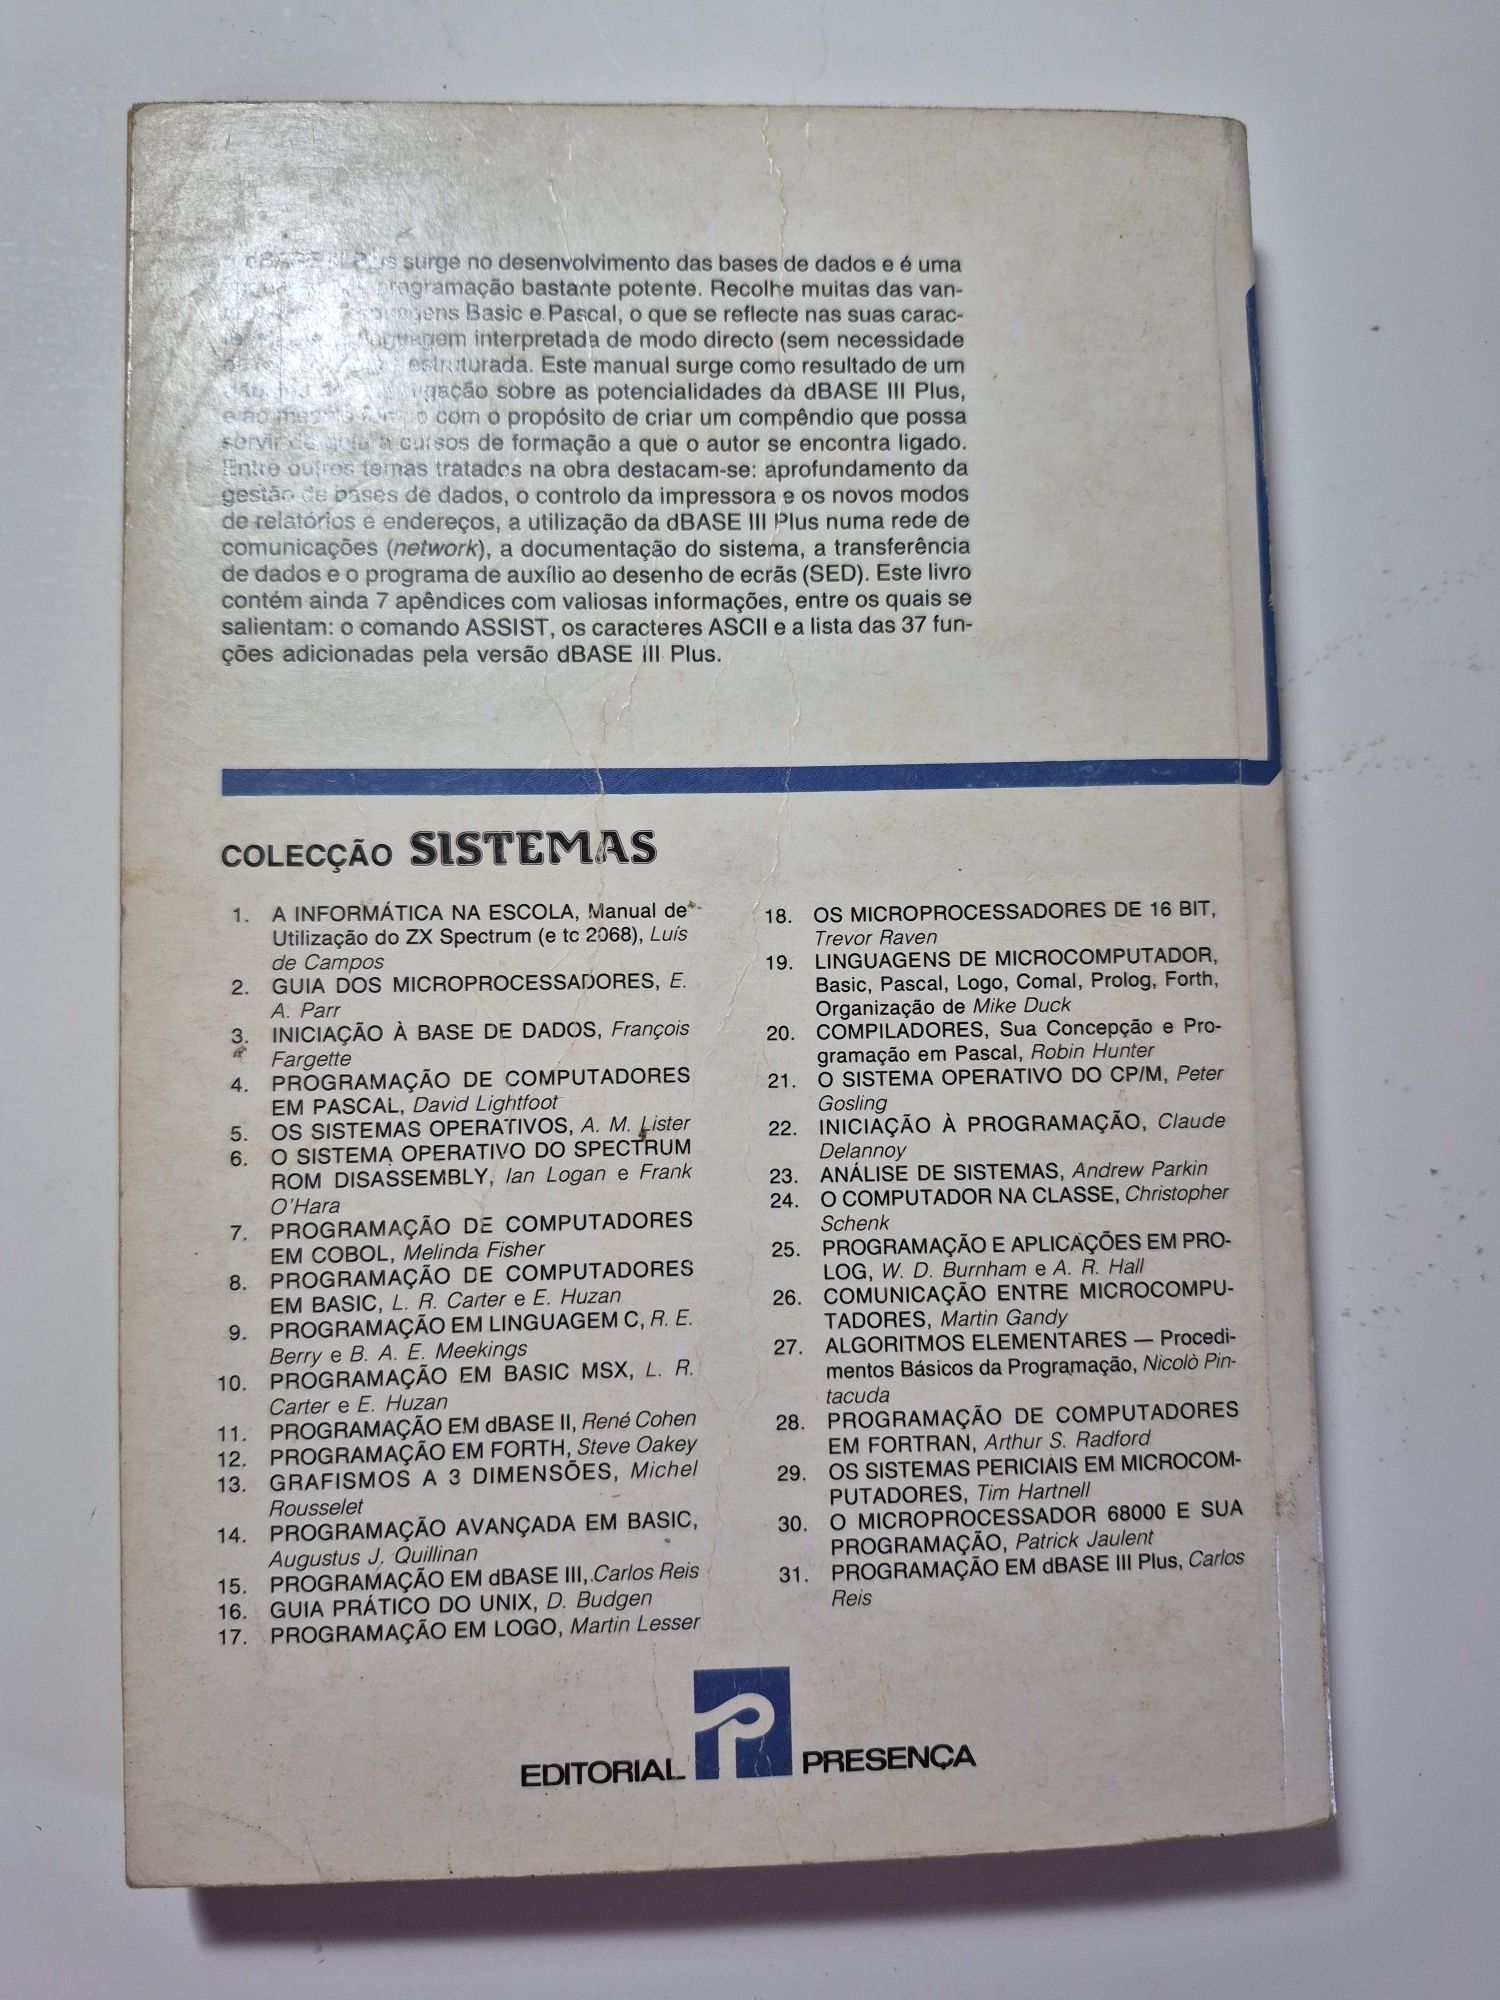 dBASE III Plus surge no desenvolvimento das bases de dados e é uma
programação bastante potente. Recolhe muitas das van-
Basic e Pascal, o que se reflecte nas suas carac-
linguagem interpretada de modo directo (sem necessidade
estruturada. Este manual surge como resultado de um
sobre as potencialidades da dBASE III Plus,
e ao mesmo tempo com o propósito de criar um compêndio que possa
servir de guia a cursos de formação a que o autor se encontra ligado.
Entre outros temas tratados na obra destacam-se: aprofundamento da
gestão de bases de dados, o controlo da impressora e os novos modos
de relatórios e endereços, a utilização da dBASE III Plus numa rede de
comunicações (network), a documentação do sistema, a transferência
de dados e o programa de auxílio ao desenho de ecrãs (SED). Este livro
contém ainda 7 apêndices com valiosas informações, entre os quais se
salientam: o comando ASSIST, os caracteres ASCII e a lista das 37 fun-
ções adicionadas pela versão dBASE III Plus.
COLECÇÃO SISTEMAS
1. A INFORMÁTICA NA ESCOLA, Manual de
Utilização do ZX Spectrum (e tc 2068), Luís
de Campos
2. GUIA DOS MICROPROCESSADORES, E.
A. Parr
3. INICIAÇÃO À BASE DE DADOS, François
Fargette
4. PROGRAMAÇÃO DE COMPUTADORES
EM PASCAL, David Lightfoot
5. OS SISTEMAS OPERATIVOS, A. M. Lister
6. O SISTEMA OPERATIVO DO SPECTRUM
ROM DISASSEMBLY, Ian Logan e Frank
O'Hara
7. PROGRAMAÇÃO DE COMPUTADORES
EM COBOL, Melinda Fisher
8. PROGRAMAÇÃO DE COMPUTADORES
EM BASIC, L. R. Carter e E. Huzan
9. PROGRAMAÇÃO EM LINGUAGEM C, R. E.
Berry e B. A. E. Meekings
10. PROGRAMAÇÃO EM BASIC MSX, L. R.
Carter e E. Huzan
11. PROGRAMAÇÃO EM dBASE II, René Cohen
12. PROGRAMAÇÃO EM FORTH, Steve Oakey
13. GRAFISMOS A 3 DIMENSÕES, Michel
Rousselet
14. PROGRAMAÇÃO AVANÇADA EM BASIC,
Augustus J. Quillinan
15. PROGRAMAÇÃO EM dBASE III, Carlos Reis
16. GUIA PRÁTICO DO UNIX, D. Budgen
17. PROGRAMAÇÃO EM LOGO, Martin Lesser
18. OS MICROPROCESSADORES DE 16 BIT,
Trevor Raven
19. LINGUAGENS DE MICROCOMPUTADOR,
Basic, Pascal, Logo, Comal, Prolog, Forth,
Organização de Mike Duck
20. COMPILADORES, Sua Concepção e Pro-
gramação em Pascal, Robin Hunter
21. O SISTEMA OPERATIVO DO CP/M, Peter
Gosling
22. INICIAÇÃO À PROGRAMAÇÃO, Claude
Delannoy
23. ANÁLISE DE SISTEMAS, Andrew Parkin
24. O COMPUTADOR NA CLASSE, Christopher
Schenk
25. PROGRAMAÇÃO E APLICAÇÕES EM PRO-
LOG, W. D. Burnham e A. R. Hall
26. COMUNICAÇÃO ENTRE MICROCOMPU-
TADORES, Martin Gandy
27. ALGORITMOS ELEMENTARES — Procedi-
mentos Básicos da Programação, Nicolò Pin-
tacuda
28. PROGRAMAÇÃO DE COMPUTADORES
EM FORTRAN, Arthur S. Radford
29. OS SISTEMAS PERICIAIS EM MICROCOM-
PUTADORES, Tim Hartnell
30. O MICROPROCESSADOR 68000 E SUA
PROGRAMAÇÃO, Patrick Jaulent
31. PROGRAMAÇÃO EM dBASE III Plus, Carlos
Reis
EDITORIAL PRESENÇA